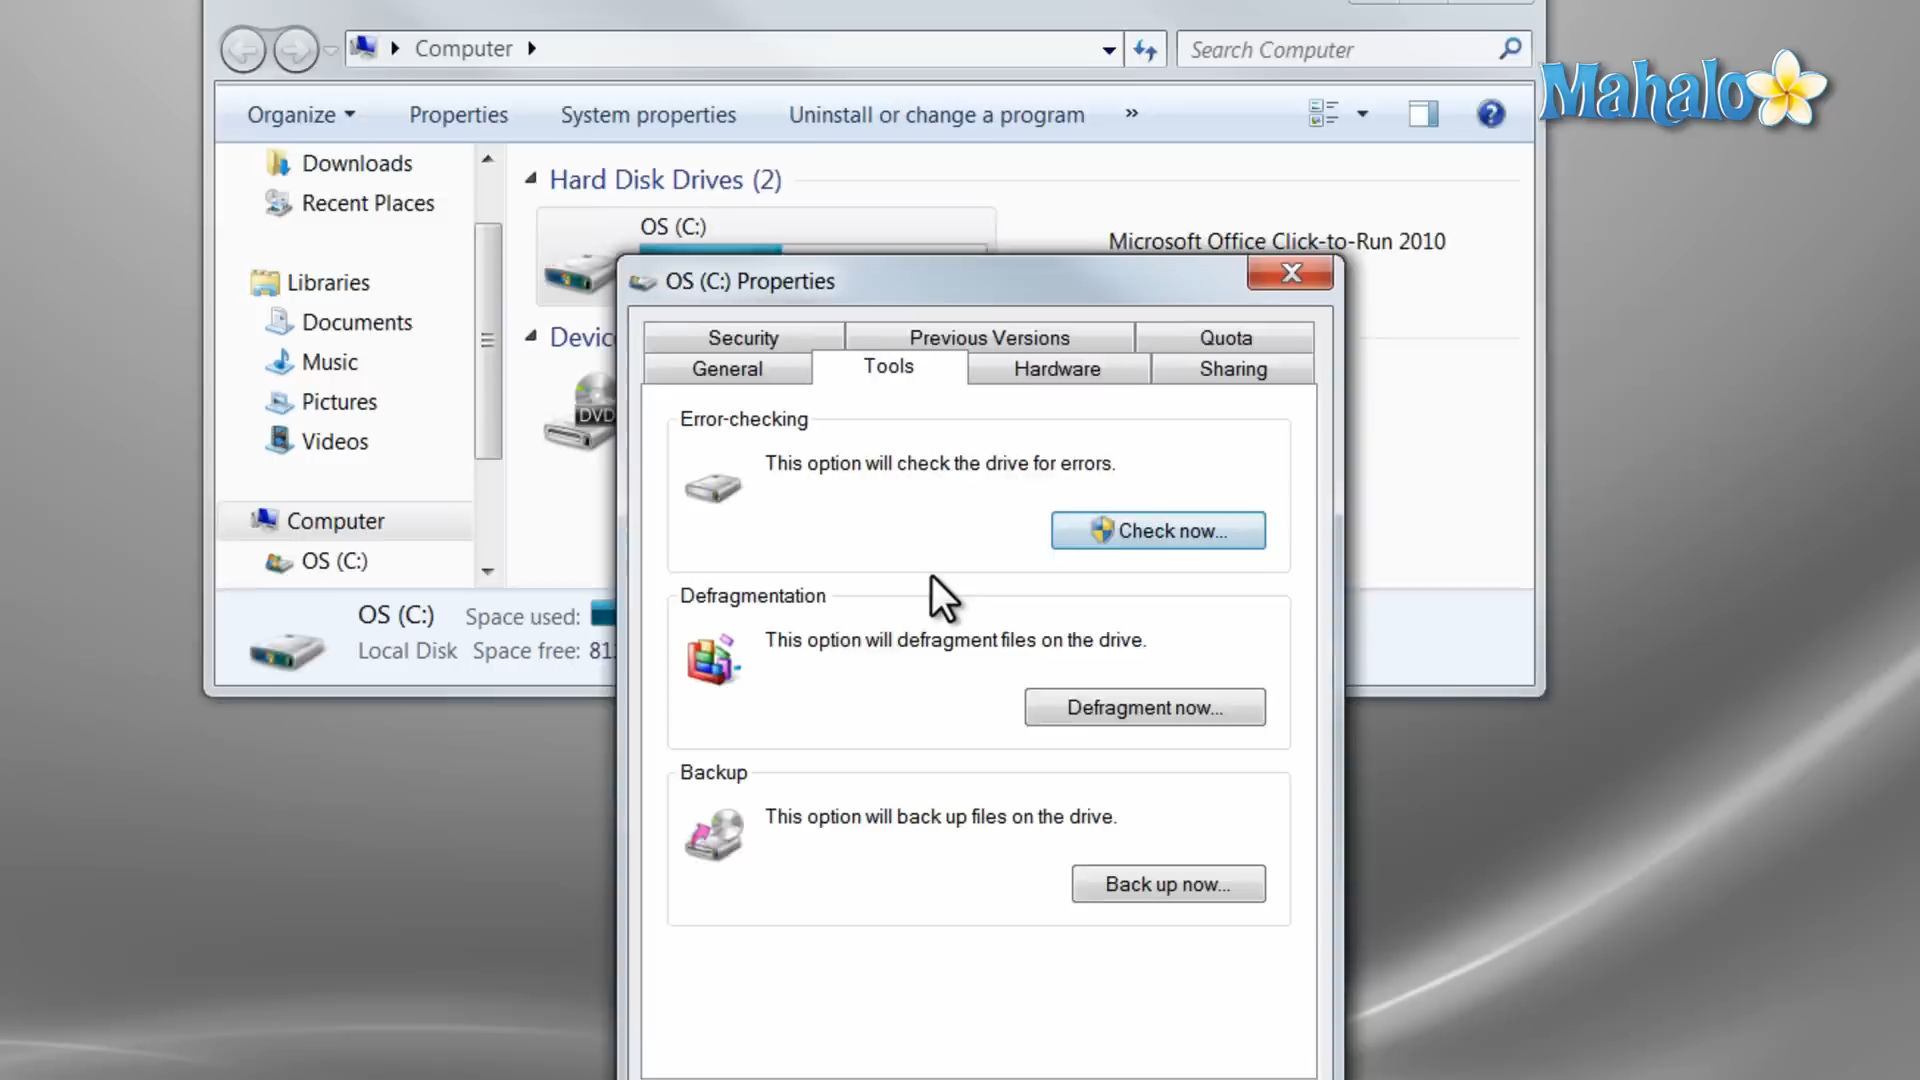 Computer
Search Computer
Mahalo
Organize
Properties
System properties
Uninstall or change a program
»
Downloads
Recent Places
Libraries
Documents
Music
Pictures
Videos
Computer
OS (C:)
Hard Disk Drives (2)
OS (C:)
Microsoft Office Click-to-Run 2010
Devic
DVD
OS (C:) Space used:
Local Disk Space free: 81
OS (C:) Properties
Security
Previous Versions
Quota
General
Tools
Hardware
Sharing
Error-checking
This option will check the drive for errors.
Check now...
Defragmentation
This option will defragment files on the drive.
Defragment now...
Backup
This option will back up files on the drive.
Back up now...